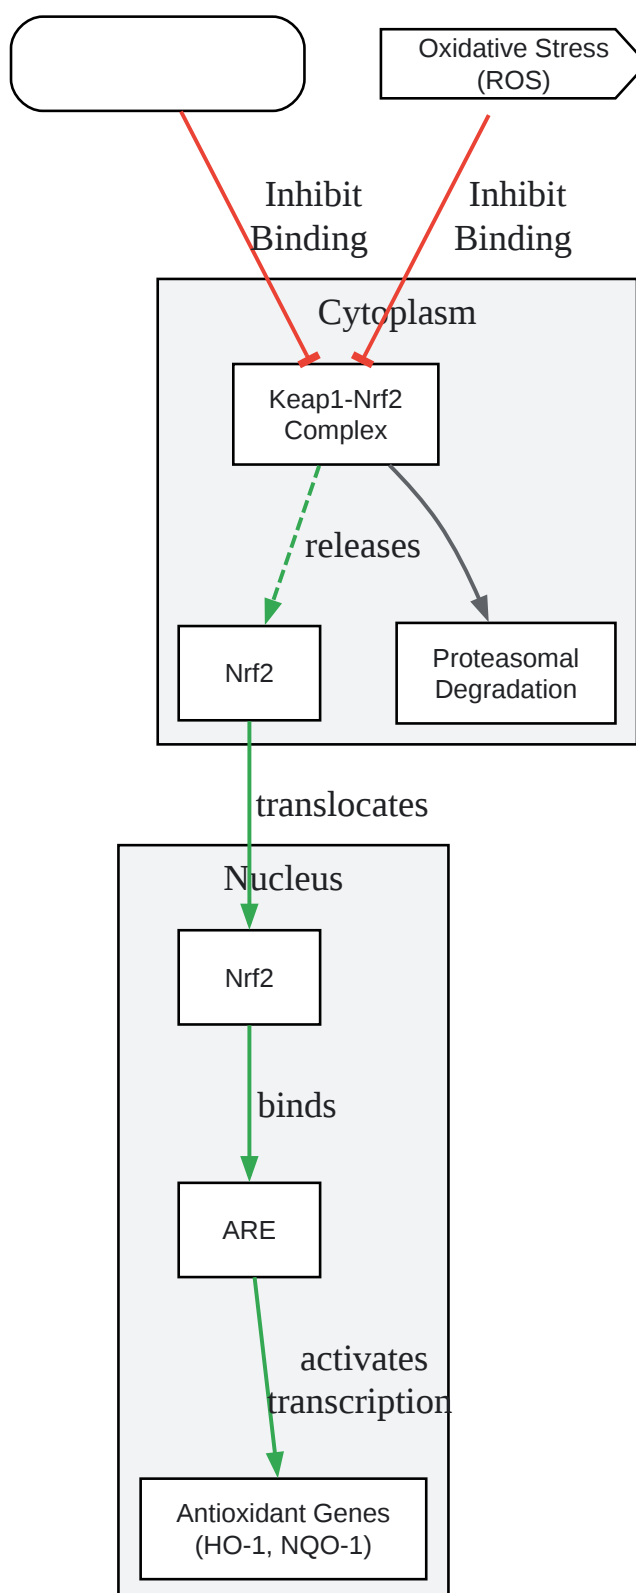 Oxidative Stress
(ROS)
Inhibit
Binding
Inhibit
Binding
Cytoplasm
Keap1-Nrf2
Complex
releases
Nrf2
Proteasomal
Degradation
translocates
Nucleus
Nrf2
binds
ARE
activates
transcription
Antioxidant Genes
(HO-1, NQO-1)